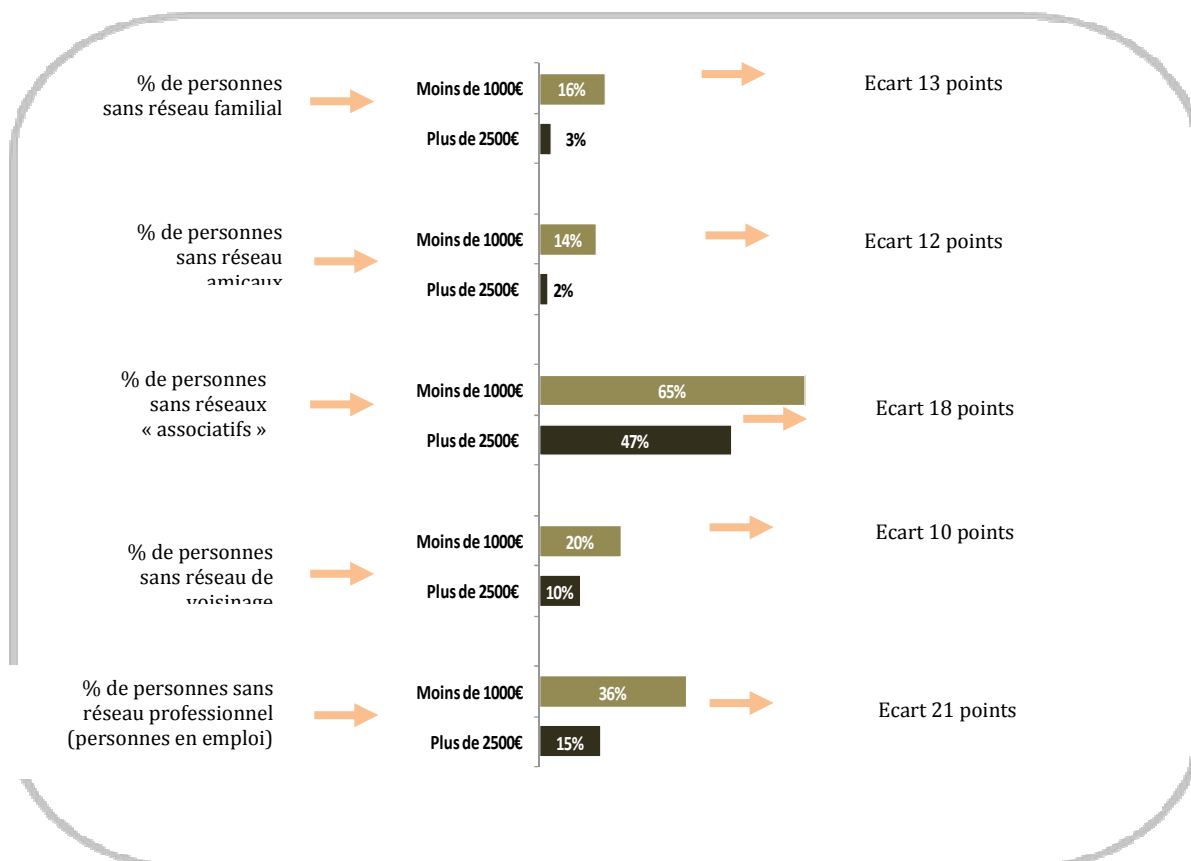 % de personnes
sans réseau familial
Moins de 1000€
16%
Plus de 2500€
3%
Ecart 13 points
% de personnes
sans réseau
amicaux
Moins de 1000€
14%
Plus de 2500€
2%
Ecart 12 points
% de personnes
sans réseaux
« associatifs »
Moins de 1000€
65%
Plus de 2500€
47%
Ecart 18 points
% de personnes
sans réseau de
voisinage
Moins de 1000€
20%
Plus de 2500€
10%
Ecart 10 points
% de personnes sans
réseau professionnel
(personnes en emploi)
Moins de 1000€
36%
Plus de 2500€
15%
Ecart 21 points